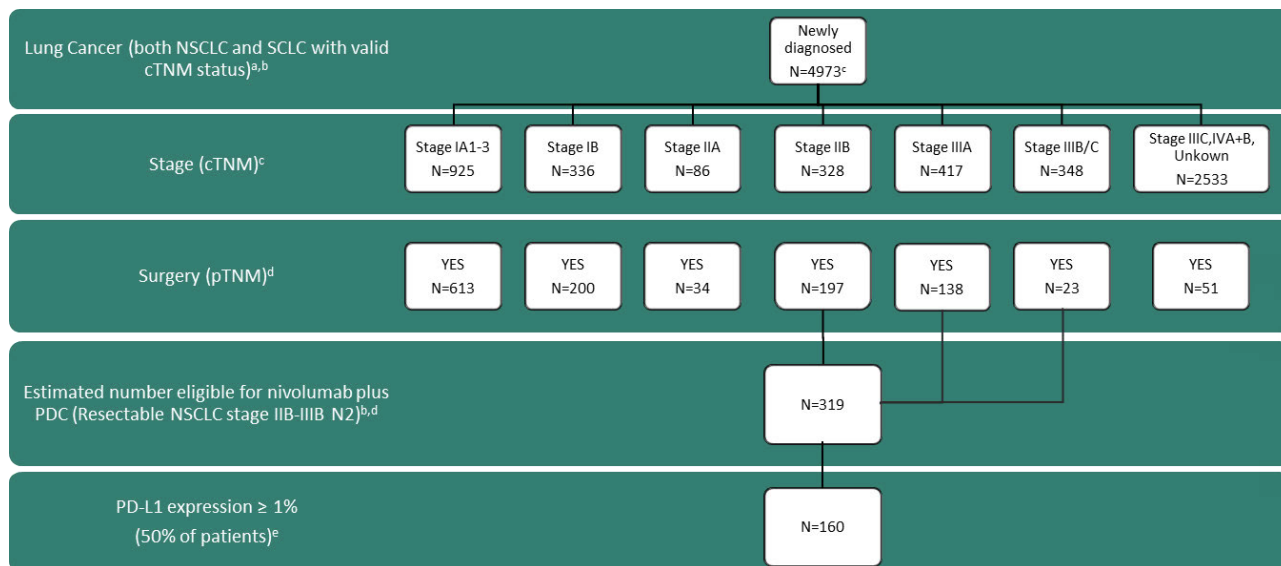 Lung Cancer (both NSCLC and SCLC with valid
cTNM status)a,b
Newly
diagnosed
N=4973c
Stage (cTNM)c
Stage IA1-3
N=925
Stage IB
N=336
Stage IIA
N=86
Stage IIB
N=328
Stage IIIA
N=417
Stage IIIB/C
N=348
Stage IIIC,IVA+B,
Unkown
N=2533
Surgery (pTNM)d
YES
N=613
YES
N=200
YES
N=34
YES
N=197
YES
N=138
YES
N=23
YES
N=51
Estimated number eligible for nivolumab plus
PDC (Resectable NSCLC stage IIB-IIIB N2)b,d
N=319
PD-L1 expression ≥ 1%
(50% of patients)e
N=160